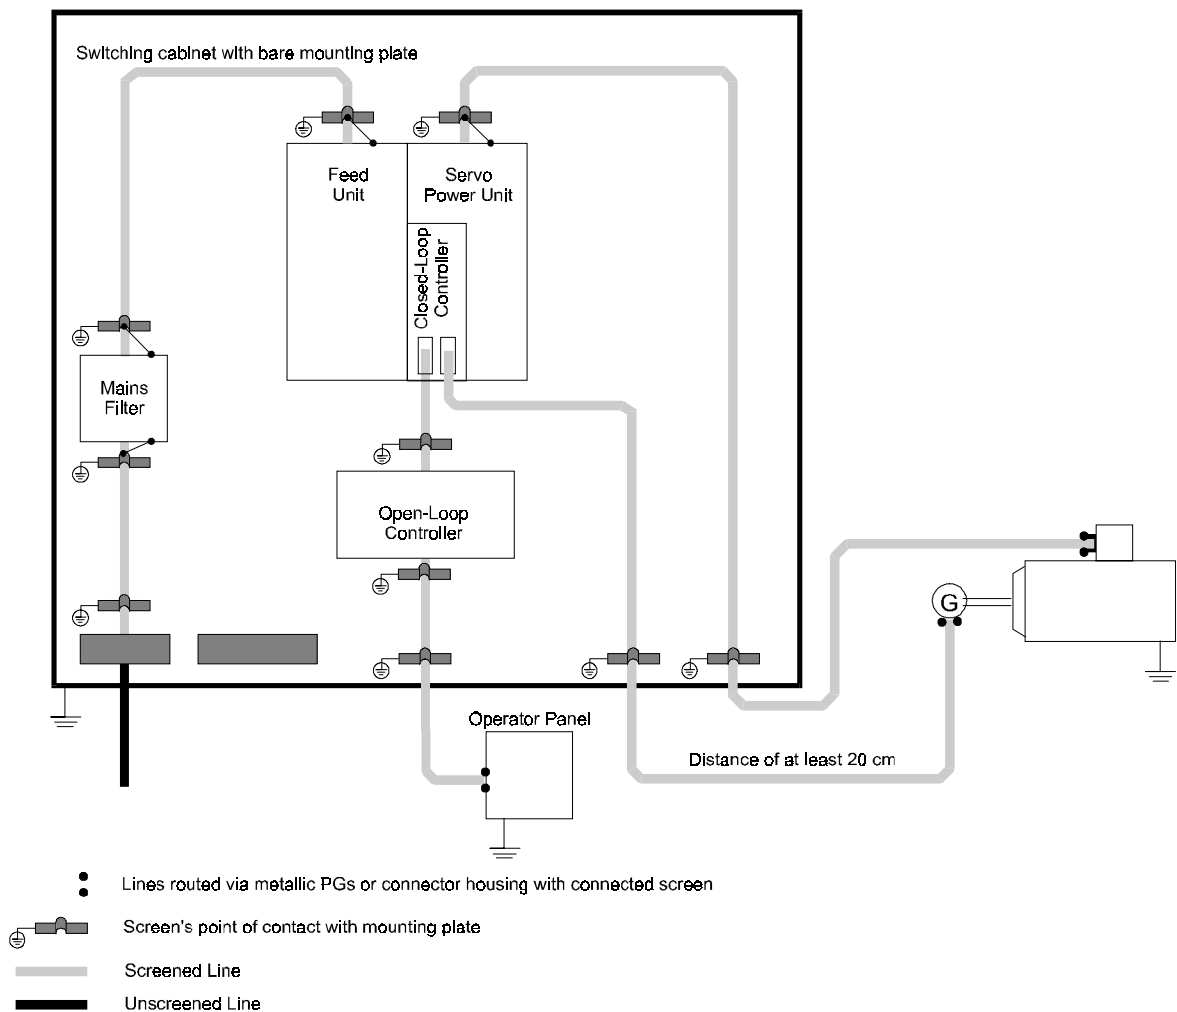 Switching cabinet with bare mounting plate
Feed
Unit
Servo
Power Unit
Closed-Loop
Controller
Mains
Filter
Open-Loop
Controller
G
Operator Panel
Distance of at least 20 cm
Lines routed via metallic PGs or connector housing with connected screen
Screen's point of contact with mounting plate
Screened Line
Unscreened Line